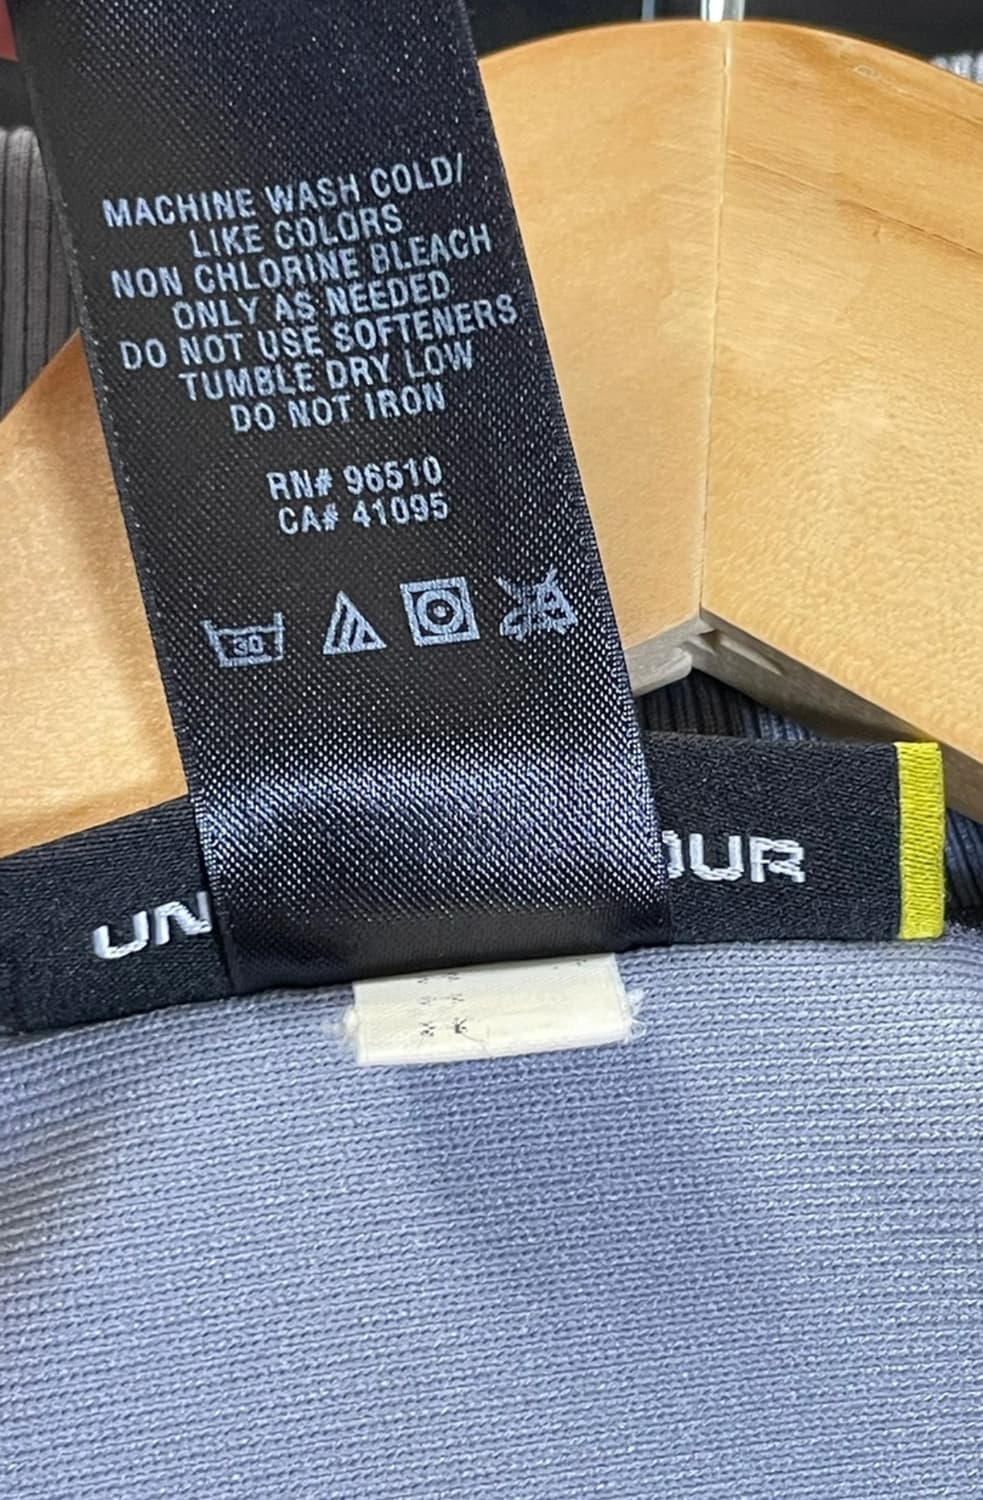 MACHINE WASH COLD/
LIKE COLORS
NON CHLORINE BLEACH
ONLY AS NEEDED
DO NOT USE SOFTENERS
TUMBLE DRY LOW
DO NOT IRON
RN# 96510
CA# 41095
30
UN OUR